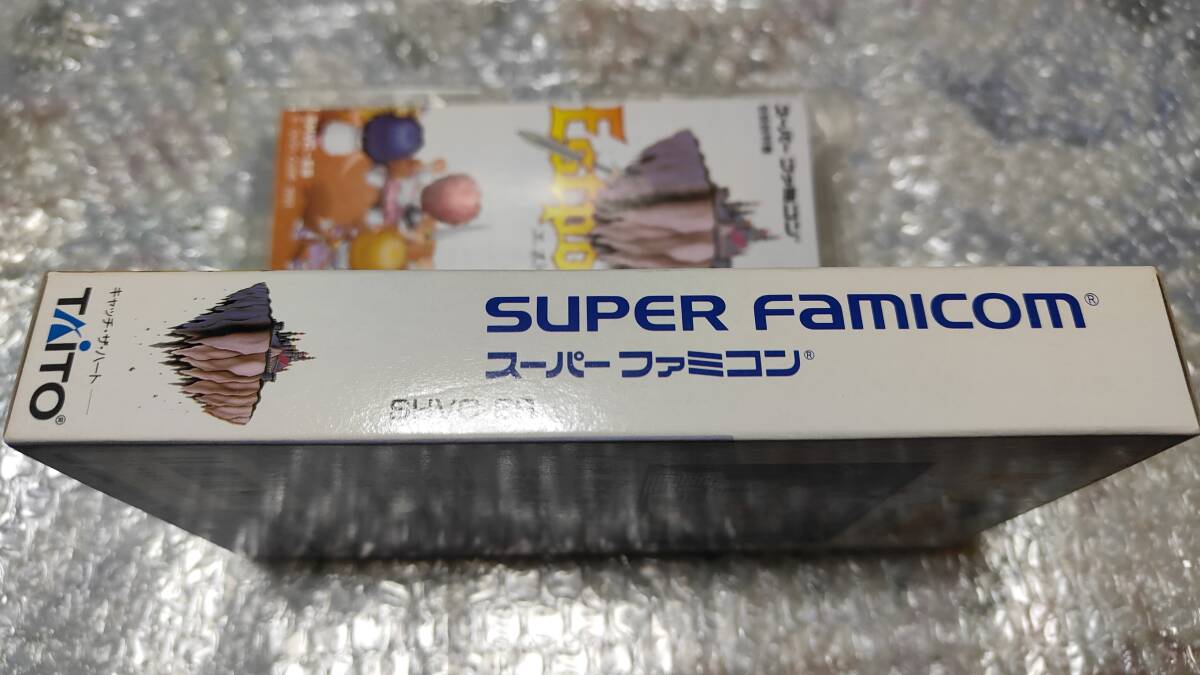 SUPER FAMICOM®
スーパーファミコン®
キャッチ・ザ・ハート
TAITO®
Estpo
スーパーファミコン